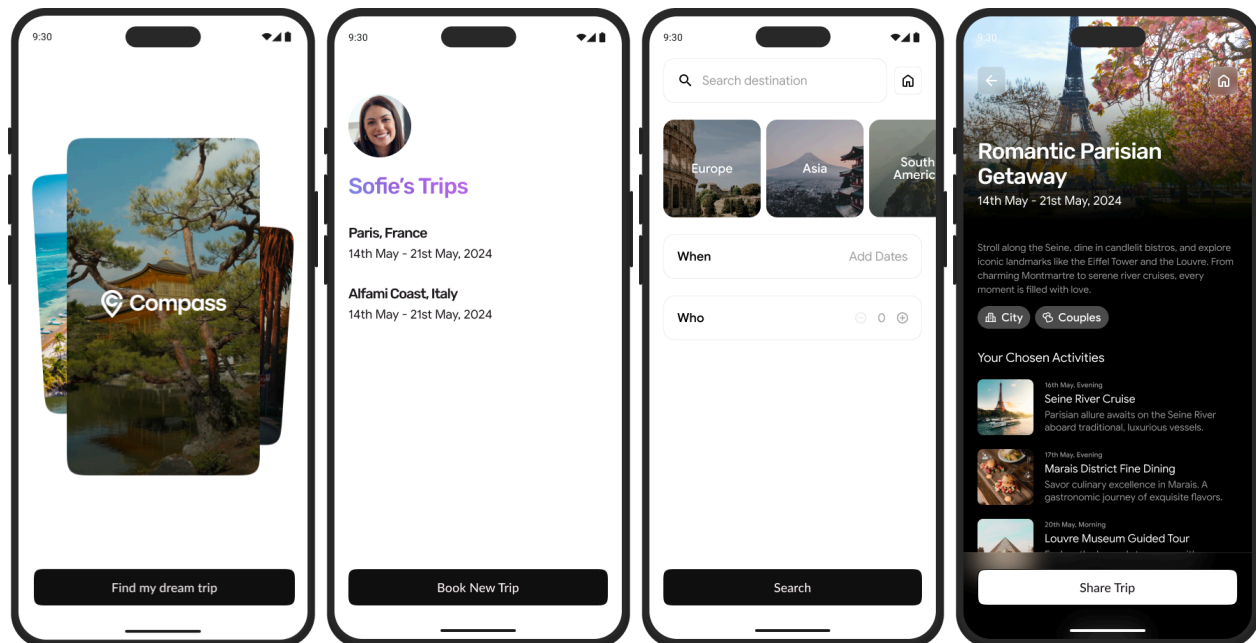 9:30
Compass
Find my dream trip
9:30
Sofie's Trips
Paris, France
14th May - 21st May, 2024
Alfami Coast, Italy
14th May - 21st May, 2024
Book New Trip
9:30
Search destination
Europe
Asia
South
Americ
When
Add Dates
Who
0
Search
9:30
Romantic Parisian
Getaway
14th May - 21st May, 2024
Stroll along the Seine, dine in candlelit bistros, and explore
iconic landmarks like the Eiffel Tower and the Louvre. From
charming Montmartre to serene river cruises, every
moment is filled with love.
City
Couples
Your Chosen Activities
16th May, Evening
Seine River Cruise
Parisian allure awaits on the Seine River
aboard traditional, luxurious vessels.
17th May, Evening
Marais District Fine Dining
Savor culinary excellence in Marais. A
gastronomic journey of exquisite flavors.
20th May, Morning
Louvre Museum Guided Tour
Share Trip